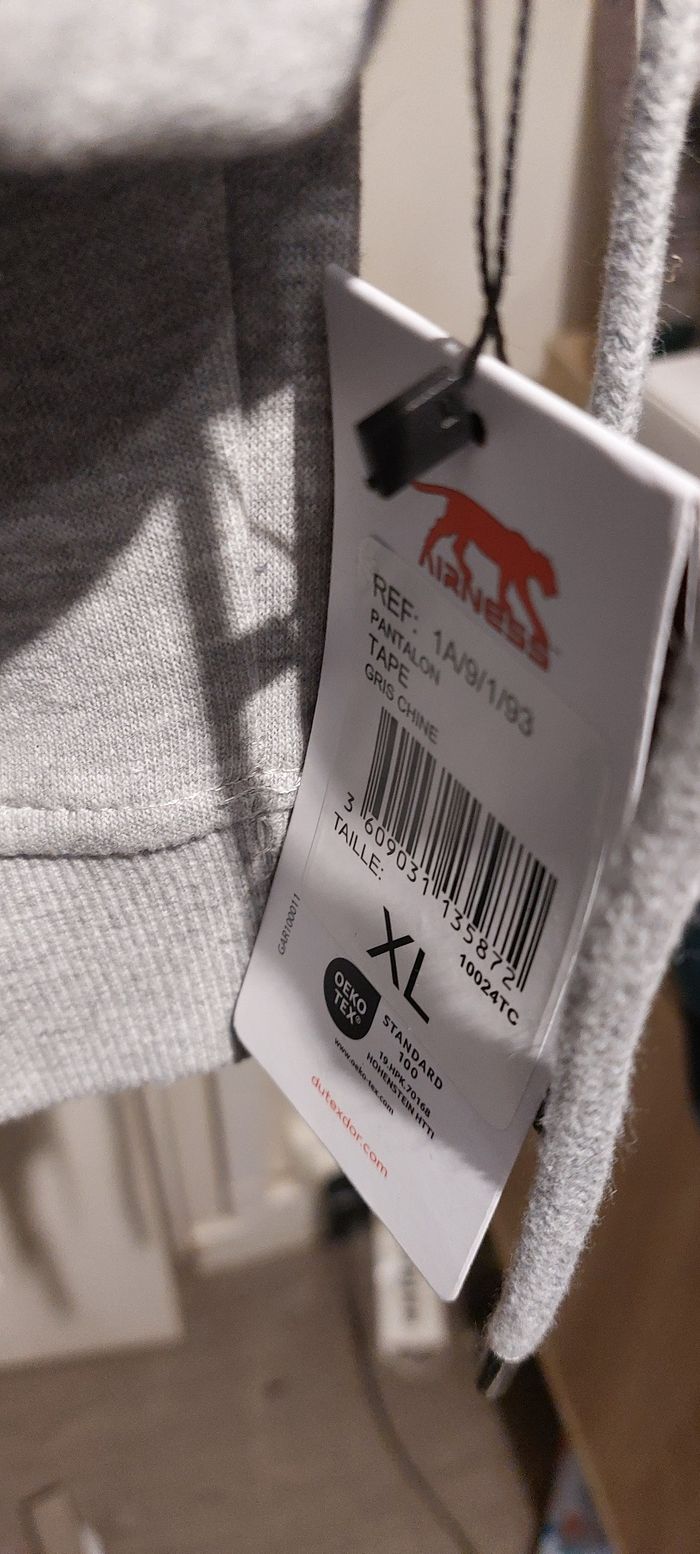 AIRNESS
REF: 1A/9/1/93
PANTALON
TAPE
GRIS CHINE
3 609031 135872
TAILLE:
10024TC
XL
GAR100011
OEKO
TEX®
STANDARD
100
19.HPK.70168
HOHENSTEIN HTTI
www.oeko-tex.com
dutexdor.com